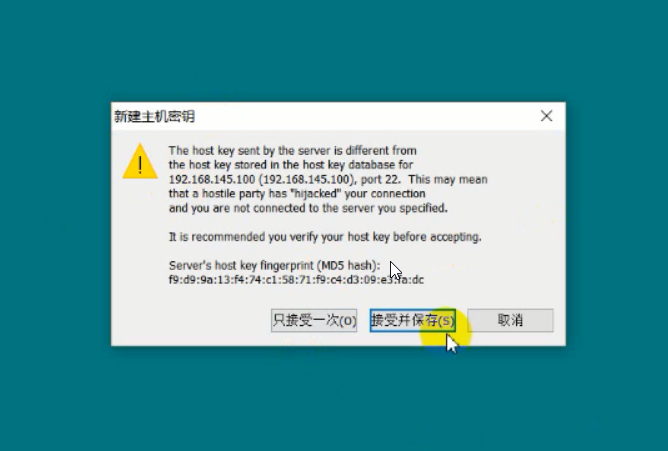 新建主机密钥
The host key sent by the server is different from
the host key stored in the host key database for
192.168.145.100 (192.168.145.100), port 22. This may mean
that a hostile party has "hijacked" your connection
and you are not connected to the server you specified.
It is recommended you verify your host key before accepting.
Server's host key fingerprint (MD5 hash):
f9:d9:9a:13:f4:74:c1:58:71:f9:c4:d3:09:e3:fa:dc
只接受一次(O) 接受并保存(S) 取消